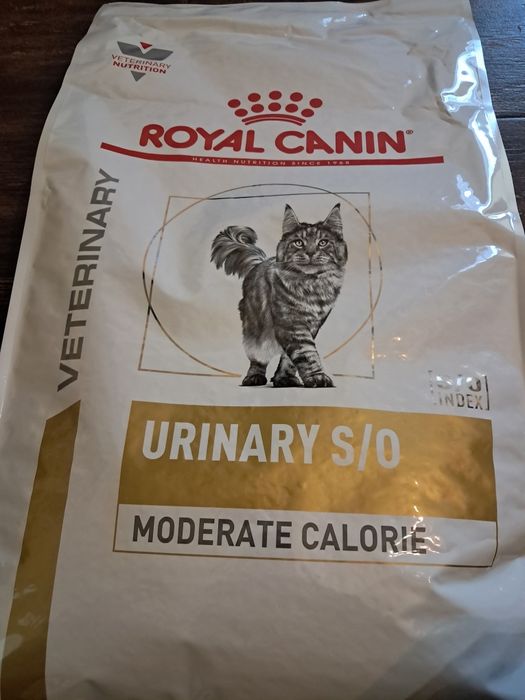 VETERINARY
NUTRITION
ROYAL CANIN®
HEALTH NUTRITION SINCE 1968
VETERINARY
S/O
INDEX
URINARY S/O
MODERATE CALORIE